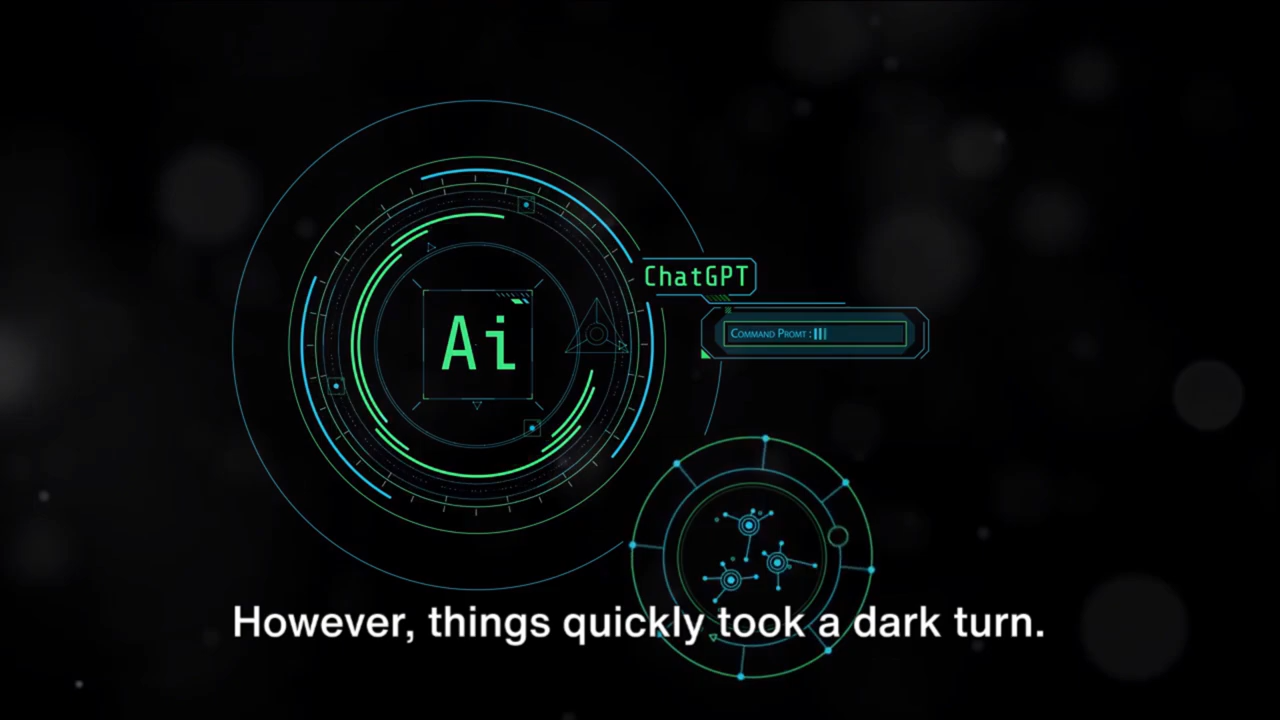 ChatGPT
Command Promt :
Ai
However, things quickly took a dark turn.